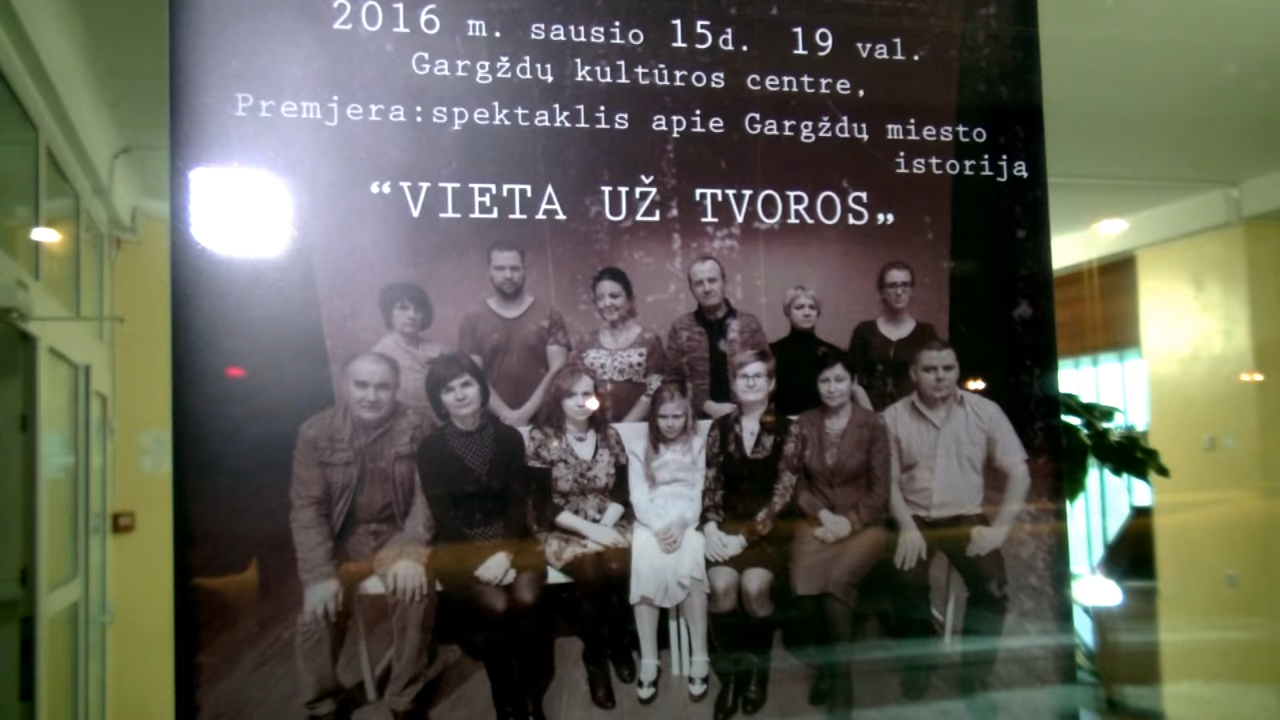 2016 m. sausio 15d. 19 val.
Gargždų kultūros centre,
Premjera:spektaklis apie Gargždų miesto
istoriją
“VIETA UŽ TVOROS„